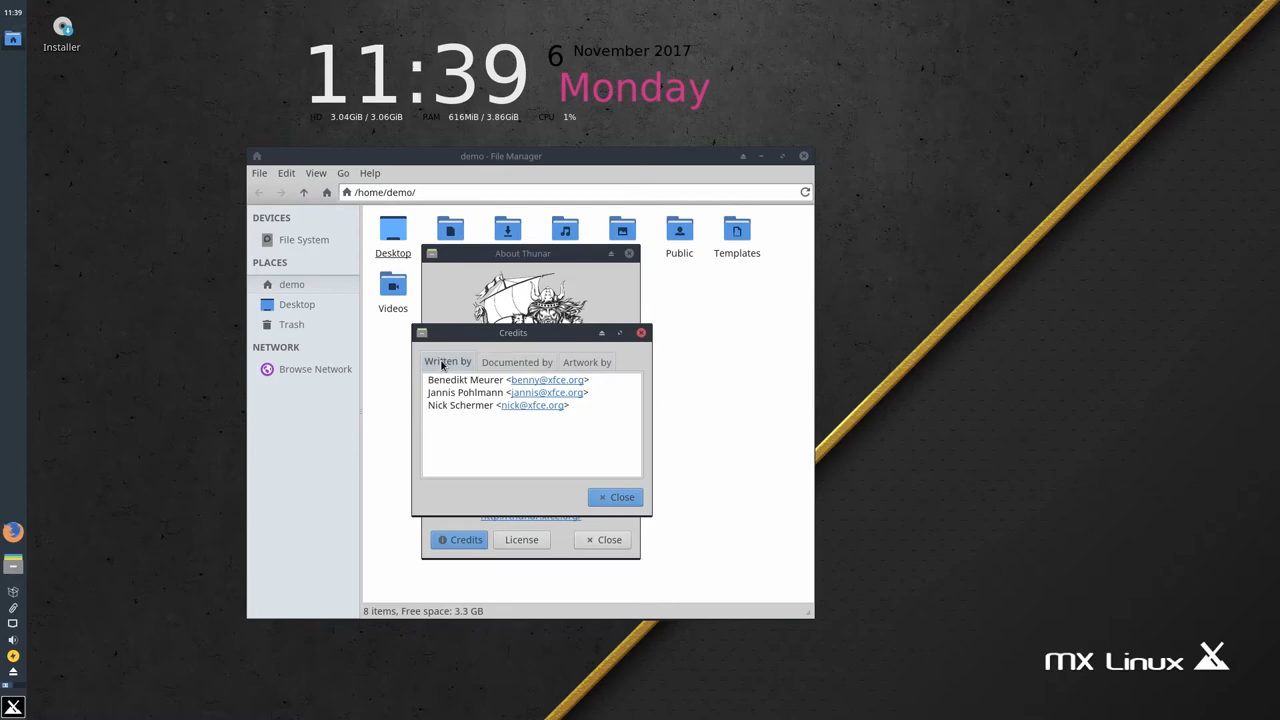 11:39
Installer
11:39
6 November 2017
Monday
HD 3.04GiB / 3.06GiB RAM 616MiB / 3.86GiB CPU 1%
demo - File Manager
File Edit View Go Help
/home/demo/
DEVICES
File System
PLACES
demo
Desktop
Trash
NETWORK
Browse Network
Desktop
Public
Templates
Videos
About Thunar
Credits
Written by Documented by Artwork by
Benedikt Meurer <benny@xfce.org>
Jannis Pohlmann <jannis@xfce.org>
Nick Schermer <nick@xfce.org>
Close
Credits License Close
8 items, Free space: 3.3 GB
MX Linux